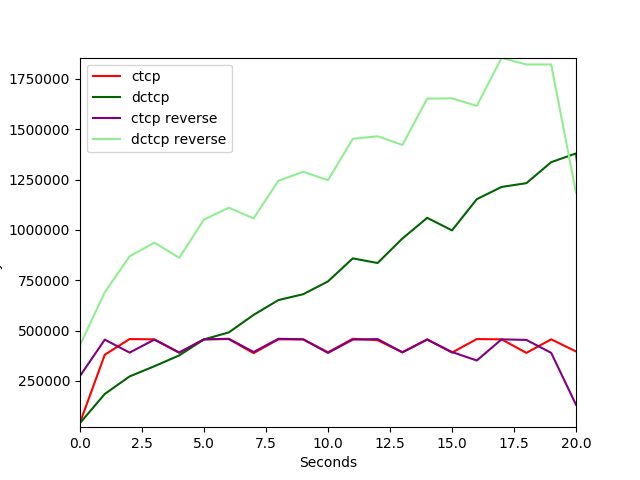 ctcp
dctcp
ctcp reverse
dctcp reverse
1750000
1500000
1250000
1000000
750000
500000
250000
0.0 2.5 5.0 7.5 10.0 12.5 15.0 17.5 20.0
Seconds